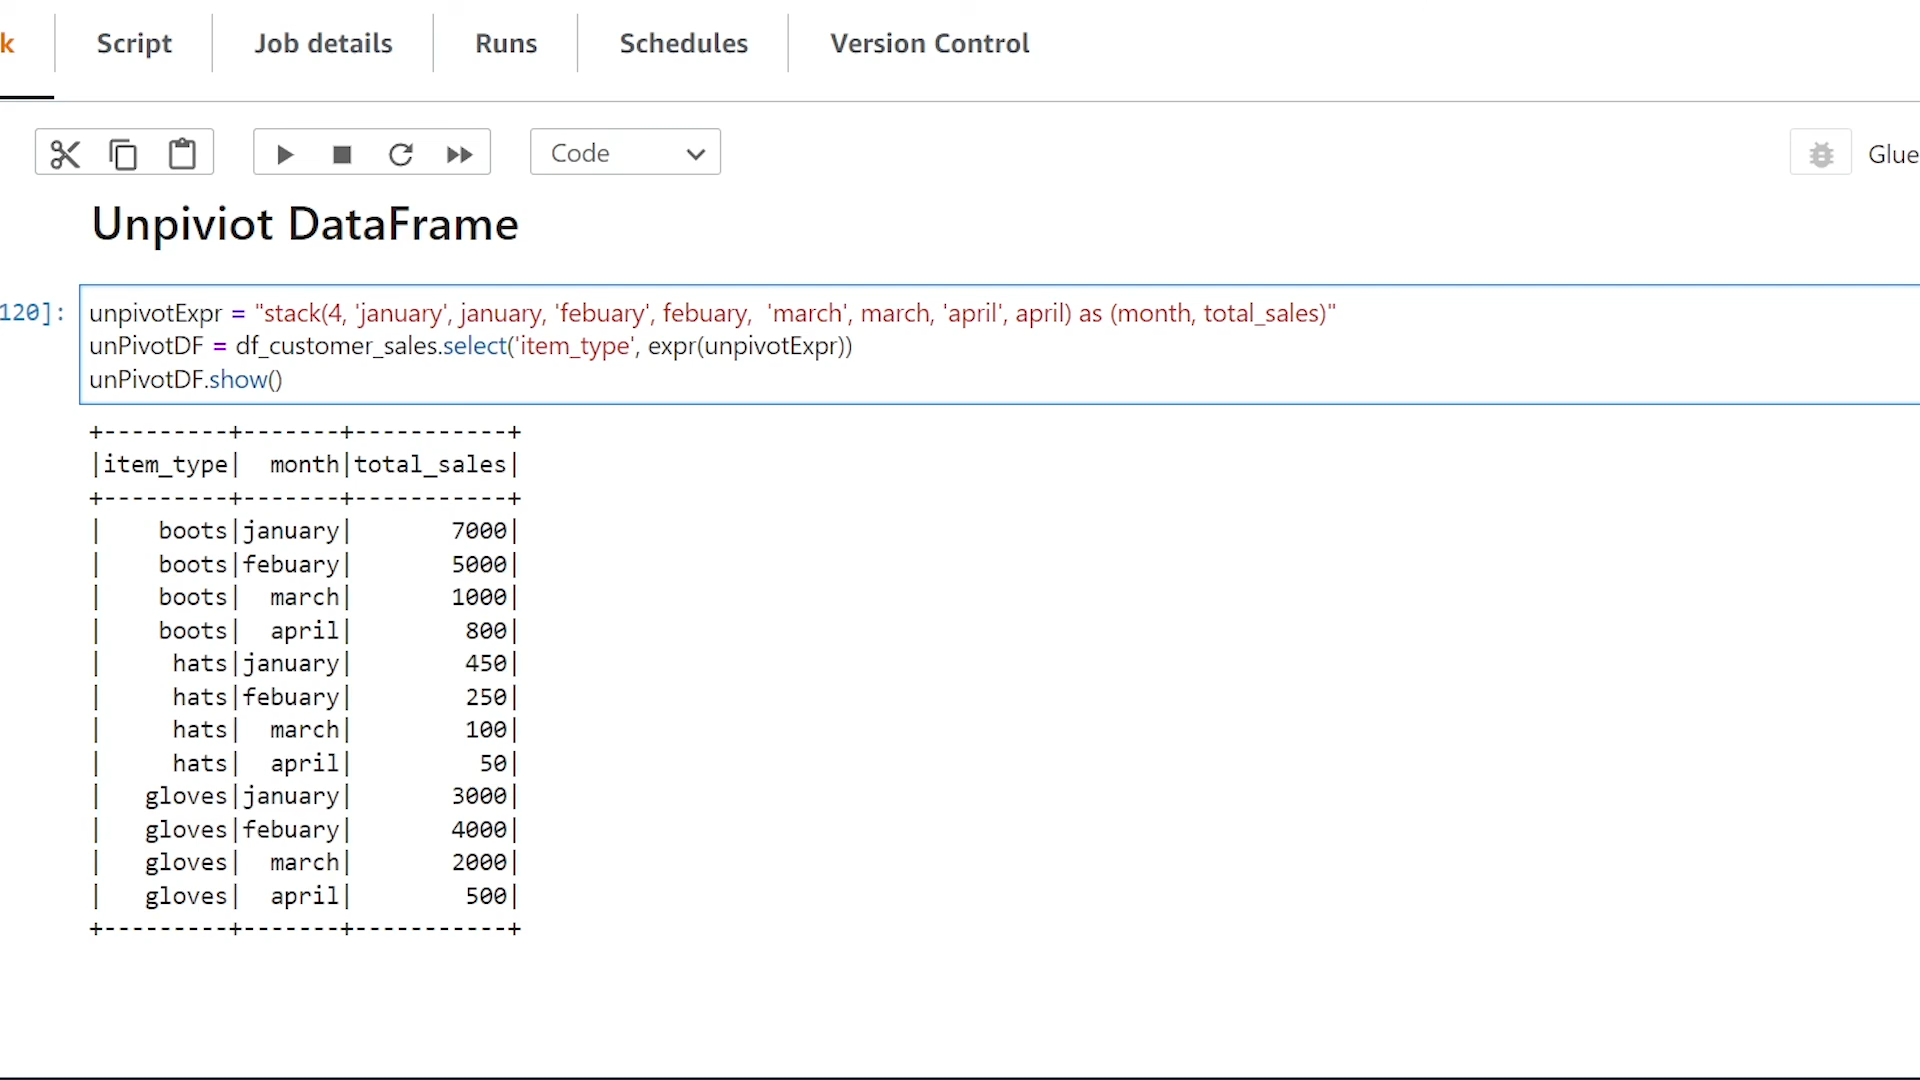 k Script Job details Runs Schedules Version Control
Code Glue
Unpiviot DataFrame
120]: unpivotExpr = "stack(4, 'january', january, 'febuary', febuary,  'march', march, 'april', april) as (month, total_sales)"
unPivotDF = df_customer_sales.select('item_type', expr(unpivotExpr))
unPivotDF.show()
+---------+-------+-----------+
|item_type|  month|total_sales|
+---------+-------+-----------+
|    boots|january|       7000|
|    boots|febuary|       5000|
|    boots|  march|       1000|
|    boots|  april|        800|
|     hats|january|        450|
|     hats|febuary|        250|
|     hats|  march|        100|
|     hats|  april|         50|
|   gloves|january|       3000|
|   gloves|febuary|       4000|
|   gloves|  march|       2000|
|   gloves|  april|        500|
+---------+-------+-----------+